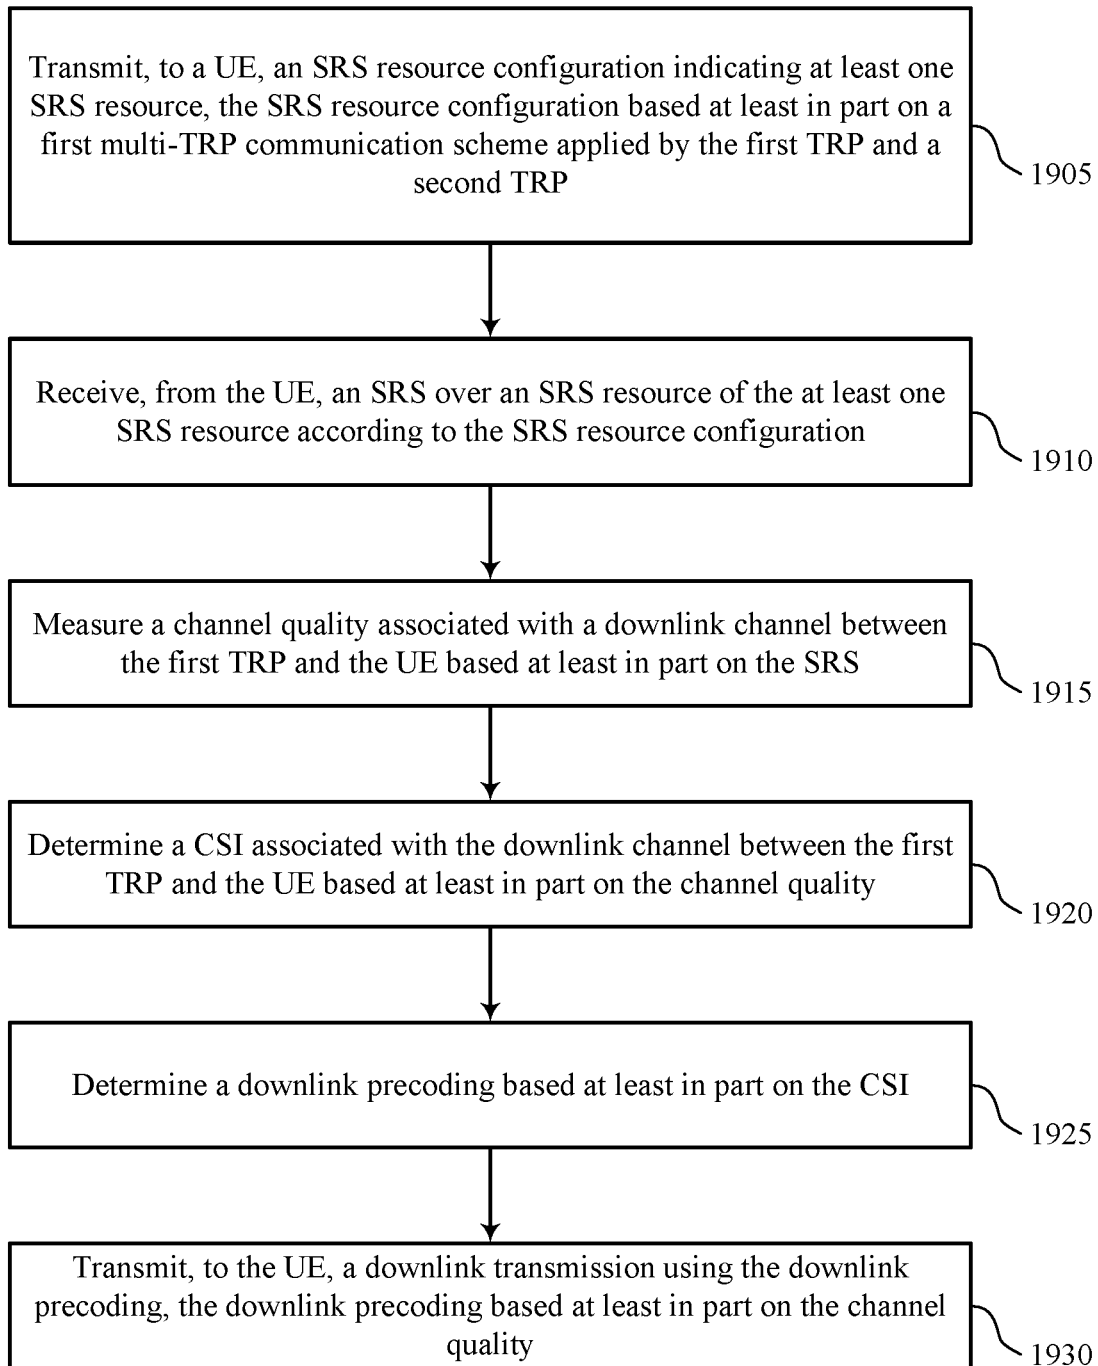 Transmit, to a UE, an SRS resource configuration indicating at least one
SRS resource, the SRS resource configuration based at least in part on a
first multi-TRP communication scheme applied by the first TRP and a
second TRP
1905
Receive, from the UE, an SRS over an SRS resource of the at least one
SRS resource according to the SRS resource configuration
1910
Measure a channel quality associated with a downlink channel between
the first TRP and the UE based at least in part on the SRS
1915
Determine a CSI associated with the downlink channel between the first
TRP and the UE based at least in part on the channel quality
1920
Determine a downlink precoding based at least in part on the CSI
1925
Transmit, to the UE, a downlink transmission using the downlink
precoding, the downlink precoding based at least in part on the channel
quality
1930